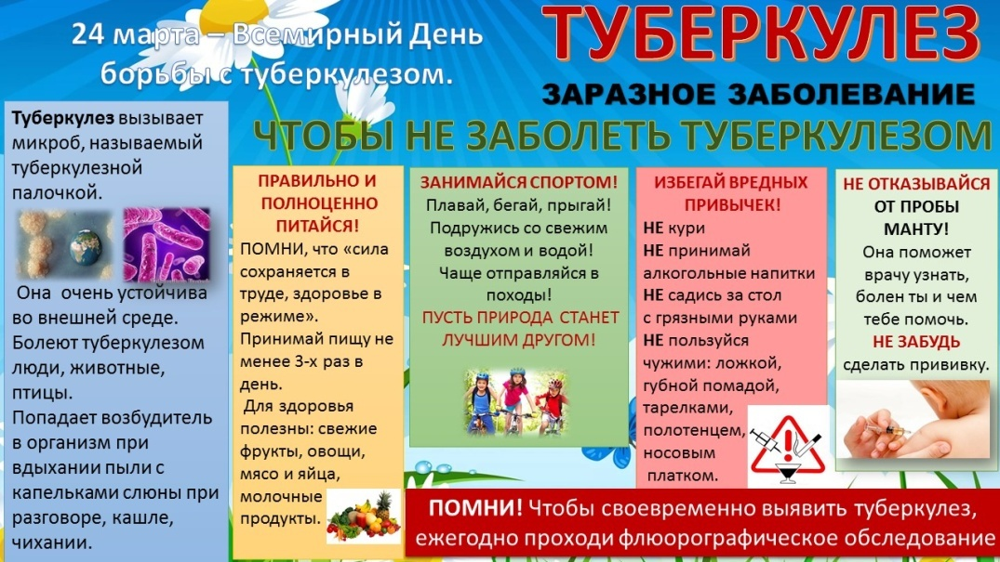 24 марта – Всемирный День
борьбы с туберкулезом.
ТУБЕРКУЛЕЗ
ЗАРАЗНОЕ ЗАБОЛЕВАНИЕ
ЧТОБЫ НЕ ЗАБОЛЕТЬ ТУБЕРКУЛЕЗОМ
Туберкулез вызывает
микроб, называемый
туберкулезной
палочкой.
Она очень устойчива
во внешней среде.
Болеют туберкулезом
люди, животные,
птицы.
Попадает возбудитель
в организм при
вдыхании пыли с
капельками слюны при
разговоре, кашле,
чихании.
ПРАВИЛЬНО И
ПОЛНОЦЕННО
ПИТАЙСЯ!
ПОМНИ, что «сила
сохраняется в
труде, здоровье в
режиме».
Принимай пищу не
менее 3-х раз в
день.
Для здоровья
полезны: свежие
фрукты, овощи,
мясо и яйца,
молочные
продукты.
ЗАНИМАЙСЯ СПОРТОМ!
Плавай, бегай, прыгай!
Подружись со свежим
воздухом и водой!
Чаще отправляйся в
походы!
ПУСТЬ ПРИРОДА СТАНЕТ
ЛУЧШИМ ДРУГОМ!
ИЗБЕГАЙ ВРЕДНЫХ
ПРИВЫЧЕК!
НЕ кури
НЕ принимай
алкогольные напитки
НЕ садись за стол
с грязными руками
НЕ пользуйся
чужими: ложкой,
губной помадой,
тарелками,
полотенцем,
носовым
платком.
НЕ ОТКАЗЫВАЙСЯ
ОТ ПРОБЫ
МАНТУ!
Она поможет
врачу узнать,
болен ты и чем
тебе помочь.
НЕ ЗАБУДЬ
сделать прививку.
ПОМНИ! Чтобы своевременно выявить туберкулез,
ежегодно проходи флюорографическое обследование